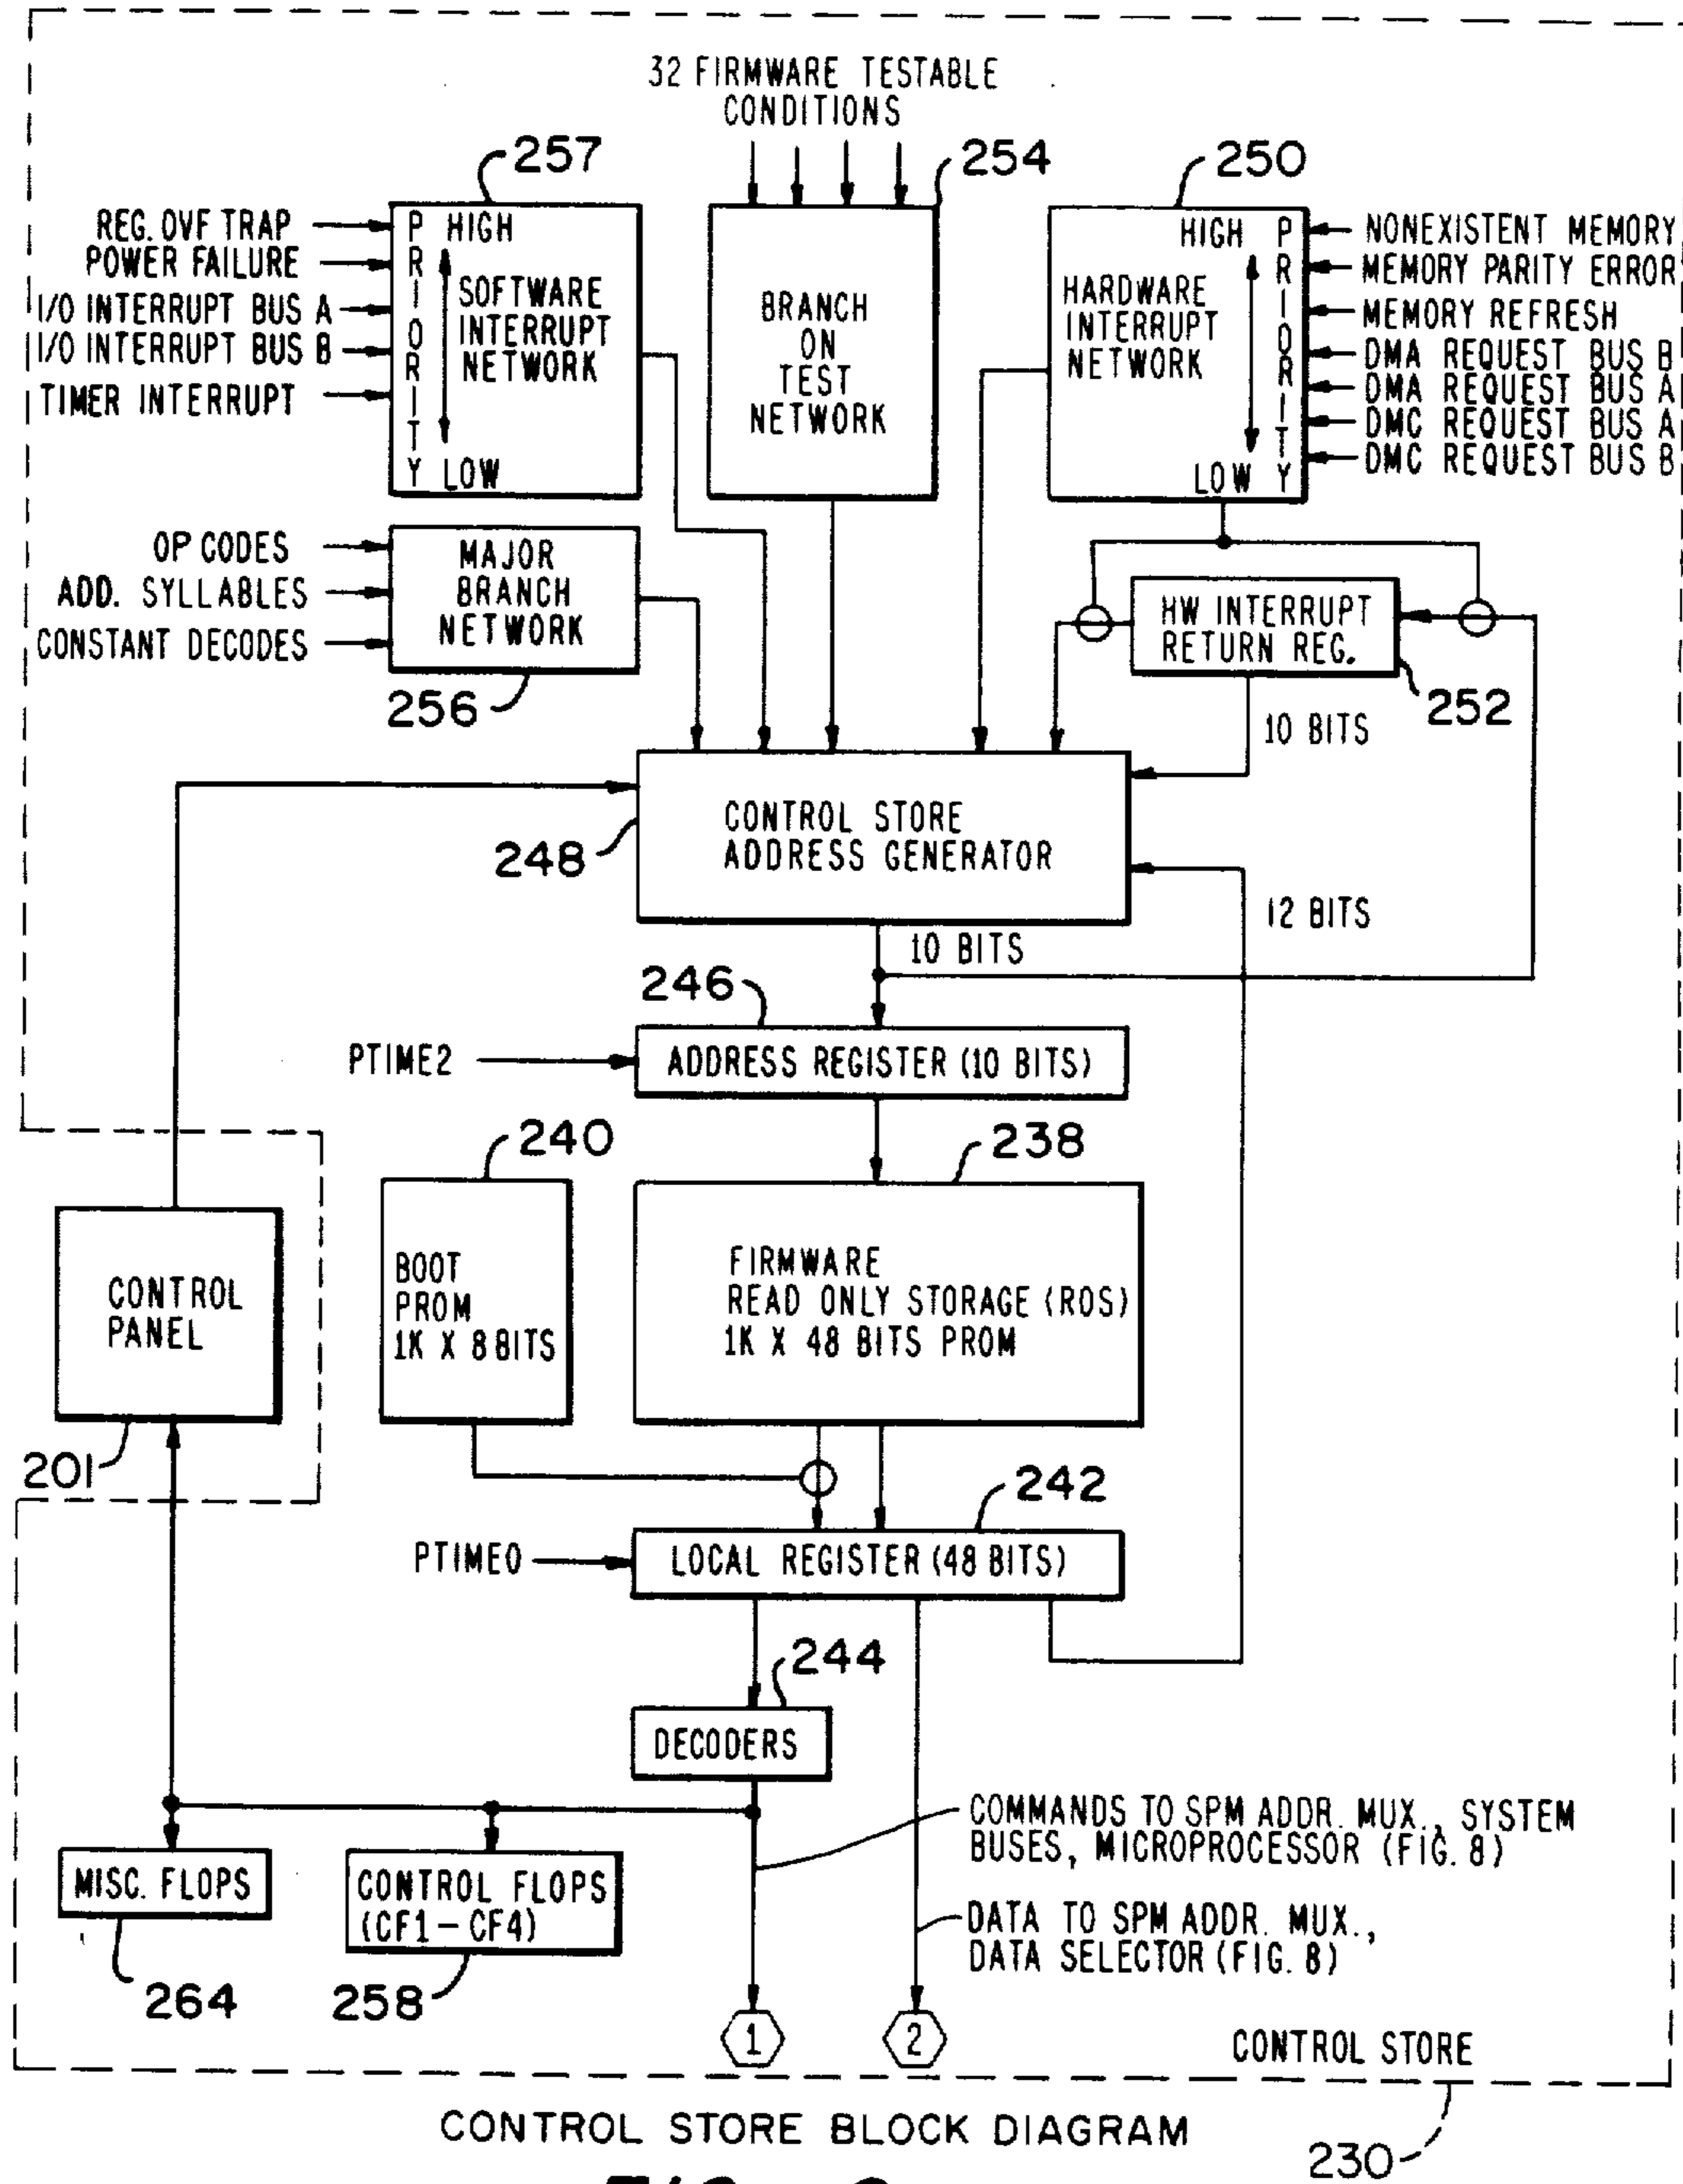 32 FIRMWARE TESTABLE
CONDITIONS
257
254
250
REG. OVF TRAP
POWER FAILURE
I/O INTERRUPT BUS A
I/O INTERRUPT BUS B
TIMER INTERRUPT
PRIORITY
HIGH
SOFTWARE
INTERRUPT
NETWORK
LOW
BRANCH
ON
TEST
NETWORK
HIGH
HARDWARE
INTERRUPT
NETWORK
LOW
PRIORITY
NONEXISTENT MEMORY
MEMORY PARITY ERROR
MEMORY REFRESH
DMA REQUEST BUS B
DMA REQUEST BUS A
DMC REQUEST BUS A
DMC REQUEST BUS B
OP CODES
ADD. SYLLABLES
CONSTANT DECODES
MAJOR
BRANCH
NETWORK
256
HW INTERRUPT
RETURN REG.
252
10 BITS
CONTROL STORE
ADDRESS GENERATOR
248
12 BITS
10 BITS
246
PTIME2
ADDRESS REGISTER (10 BITS)
240
238
CONTROL
PANEL
201
BOOT
PROM
1K X 8 BITS
FIRMWARE
READ ONLY STORAGE (ROS)
1K X 48 BITS PROM
242
PTIME0
LOCAL REGISTER (48 BITS)
244
DECODERS
COMMANDS TO SPM ADDR. MUX., SYSTEM
BUSES, MICROPROCESSOR (FIG. 8)
MISC. FLOPS
264
CONTROL FLOPS
(CF1-CF4)
258
DATA TO SPM ADDR. MUX.,
DATA SELECTOR (FIG. 8)
1
2
CONTROL STORE
230
CONTROL STORE BLOCK DIAGRAM